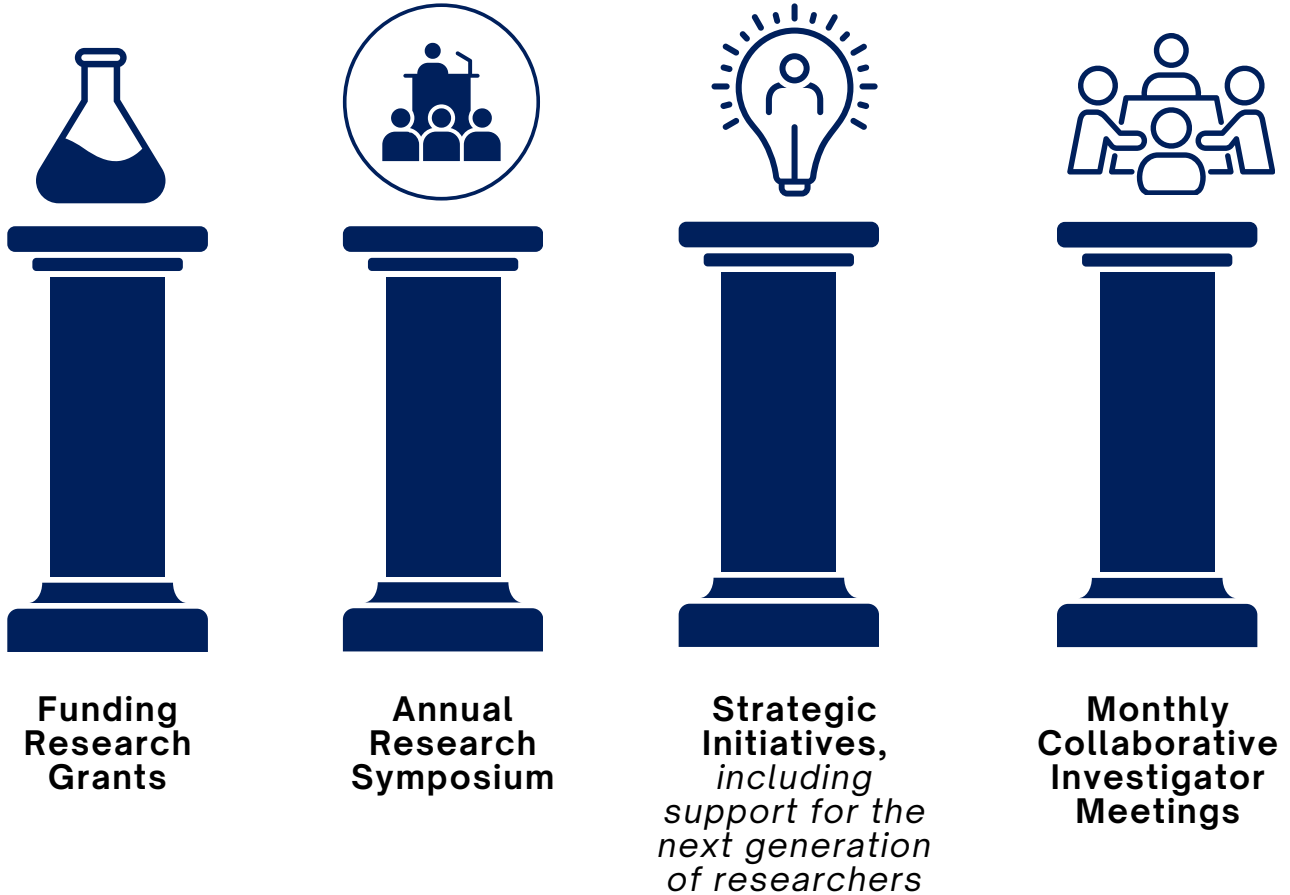 Funding
Research
Grants
Annual
Research
Symposium
Strategic
Initiatives,
including
support for the
next generation
of researchers
Monthly
Collaborative
Investigator
Meetings